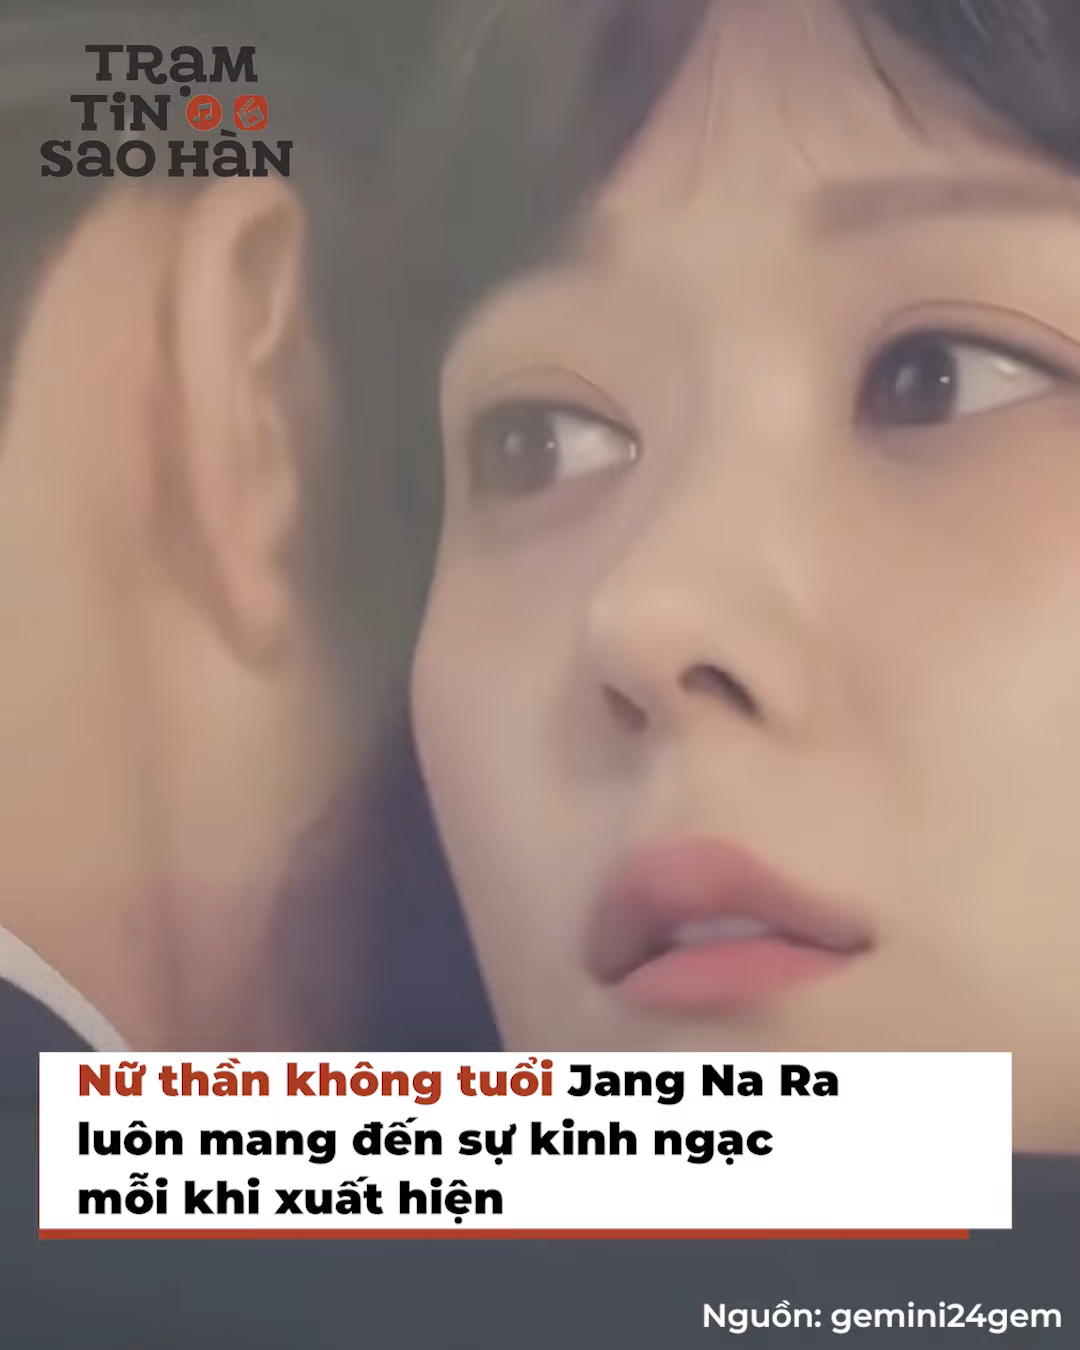 TRẠM
TiN
SaO HàN
Nữ thần không tuổi Jang Na Ra
luôn mang đến sự kinh ngạc
mỗi khi xuất hiện
Nguồn: gemini24gem